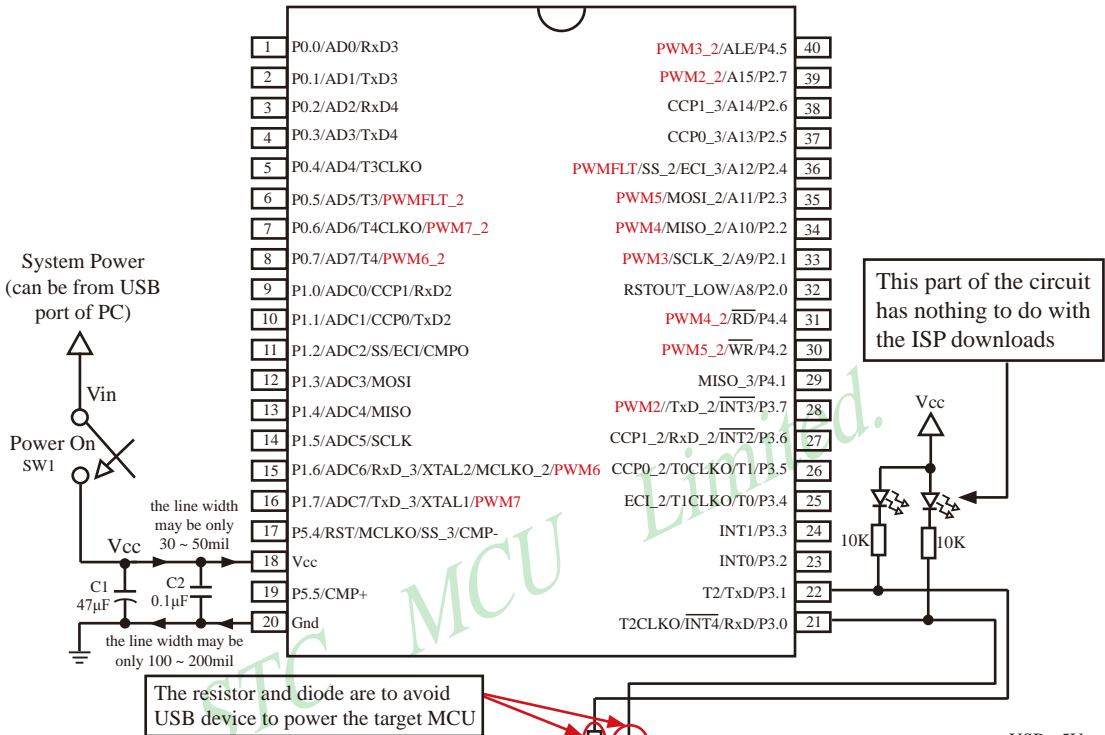 1 P0.0/AD0/RxD3
2 P0.1/AD1/TxD3
3 P0.2/AD2/RxD4
4 P0.3/AD3/TxD4
5 P0.4/AD4/T3CLKO
6 P0.5/AD5/T3/PWMFLT_2
7 P0.6/AD6/T4CLKO/PWM7_2
8 P0.7/AD7/T4/PWM6_2
9 P1.0/ADC0/CCP1/RxD2
10 P1.1/ADC1/CCP0/TxD2
11 P1.2/ADC2/SS/ECI/CMPO
12 P1.3/ADC3/MOSI
13 P1.4/ADC4/MISO
14 P1.5/ADC5/SCLK
15 P1.6/ADC6/RxD_3/XTAL2/MCLKO_2/PWM6
16 P1.7/ADC7/TxD_3/XTAL1/PWM7
17 P5.4/RST/MCLKO/SS_3/CMP-
18 Vcc
19 P5.5/CMP+
20 Gnd
PWM3_2/ALE/P4.5 40
PWM2_2/A15/P2.7 39
CCP1_3/A14/P2.6 38
CCP0_3/A13/P2.5 37
PWMFLT/SS_2/ECI_3/A12/P2.4 36
PWM5/MOSI_2/A11/P2.3 35
PWM4/MISO_2/A10/P2.2 34
PWM3/SCLK_2/A9/P2.1 33
RSTOUT_LOW/A8/P2.0 32
PWM4_2/RD/P4.4 31
PWM5_2/WR/P4.2 30
MISO_3/P4.1 29
PWM2//TxD_2/INT3/P3.7 28
CCP1_2/RxD_2/INT2/P3.6 27
CCP0_2/T0CLKO/T1/P3.5 26
ECI_2/T1CLKO/T0/P3.4 25
INT1/P3.3 24
INT0/P3.2 23
T2/TxD/P3.1 22
T2CLKO/INT4/RxD/P3.0 21
System Power
(can be from USB
port of PC)
Vin
Power On
SW1
the line width
may be only
30 ~ 50mil
Vcc
C1
47μF
C2
0.1μF
the line width may be
only 100 ~ 200mil
This part of the circuit
has nothing to do with
the ISP downloads
Vcc
10K
10K
STC MCU Limited.
The resistor and diode are to avoid
USB device to power the target MCU